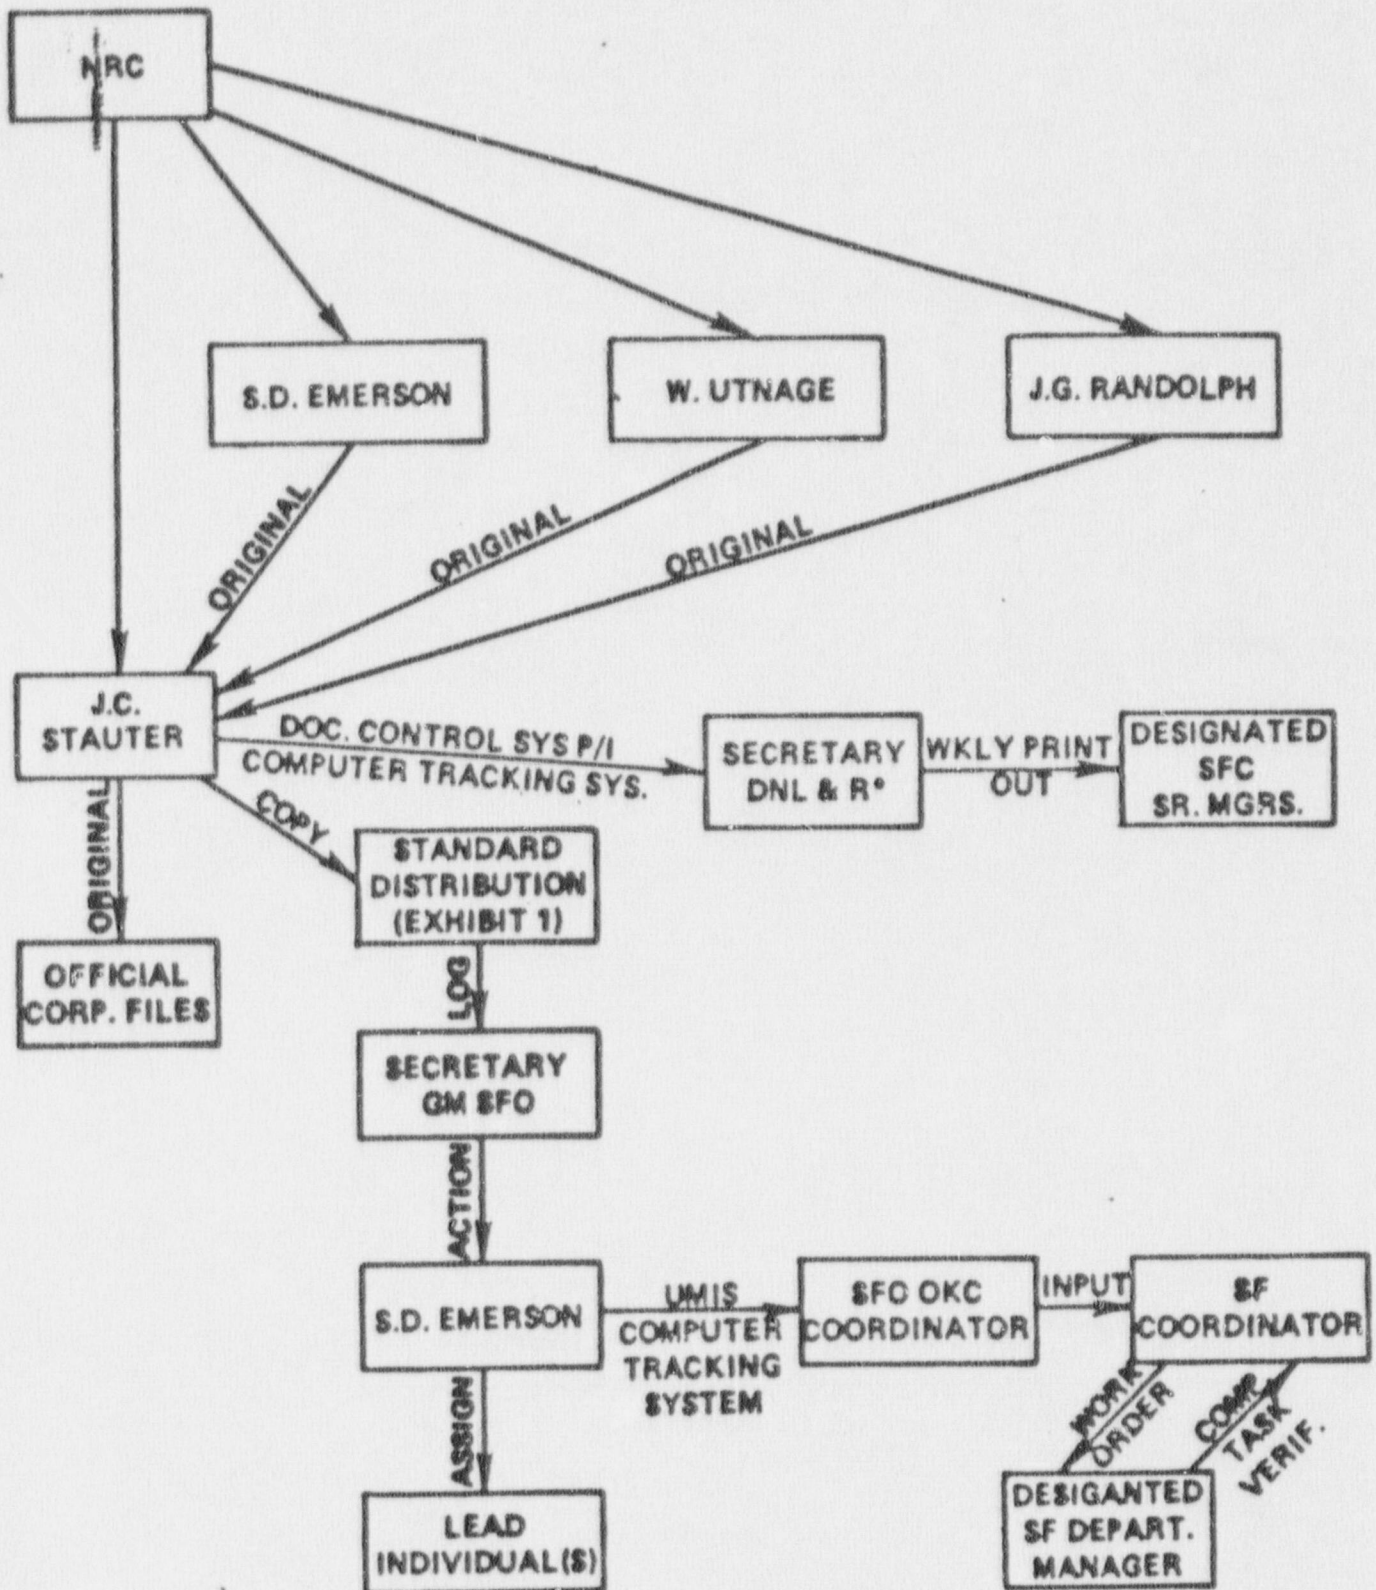 NRC
S.D. EMERSON
W. UTNAGE
J.G. RANDOLPH
ORIGINAL
ORIGINAL
ORIGINAL
J.C.
STAUTER
DOC. CONTROL SYS P/I
COMPUTER TRACKING SYS.
SECRETARY
DNL & R*
WKLY PRINT
OUT
DESIGNATED
SFC
SR. MGRS.
ORIGINAL
COPY
STANDARD
DISTRIBUTION
(EXHIBIT 1)
OFFICIAL
CORP. FILES
LOG
SECRETARY
GM SFO
ACTION
S.D. EMERSON
UMIS
COMPUTER
TRACKING
SYSTEM
SFC OKC
COORDINATOR
INPUT
SF
COORDINATOR
WORK
ORDER
COMP
TASK
VERIF.
ASSIGN
LEAD
INDIVIDUAL(S)
DESIGANTED
SF DEPART.
MANAGER